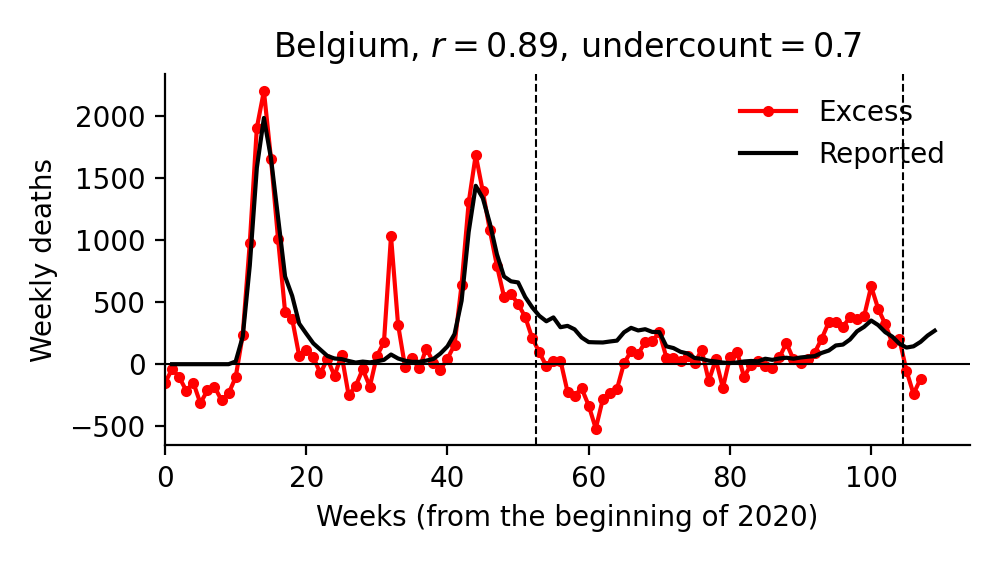 Belgium, r = 0.89, undercount = 0.7
Excess
Reported
Weekly deaths
2000
1500
1000
500
0
−500
0 20 40 60 80 100
Weeks (from the beginning of 2020)